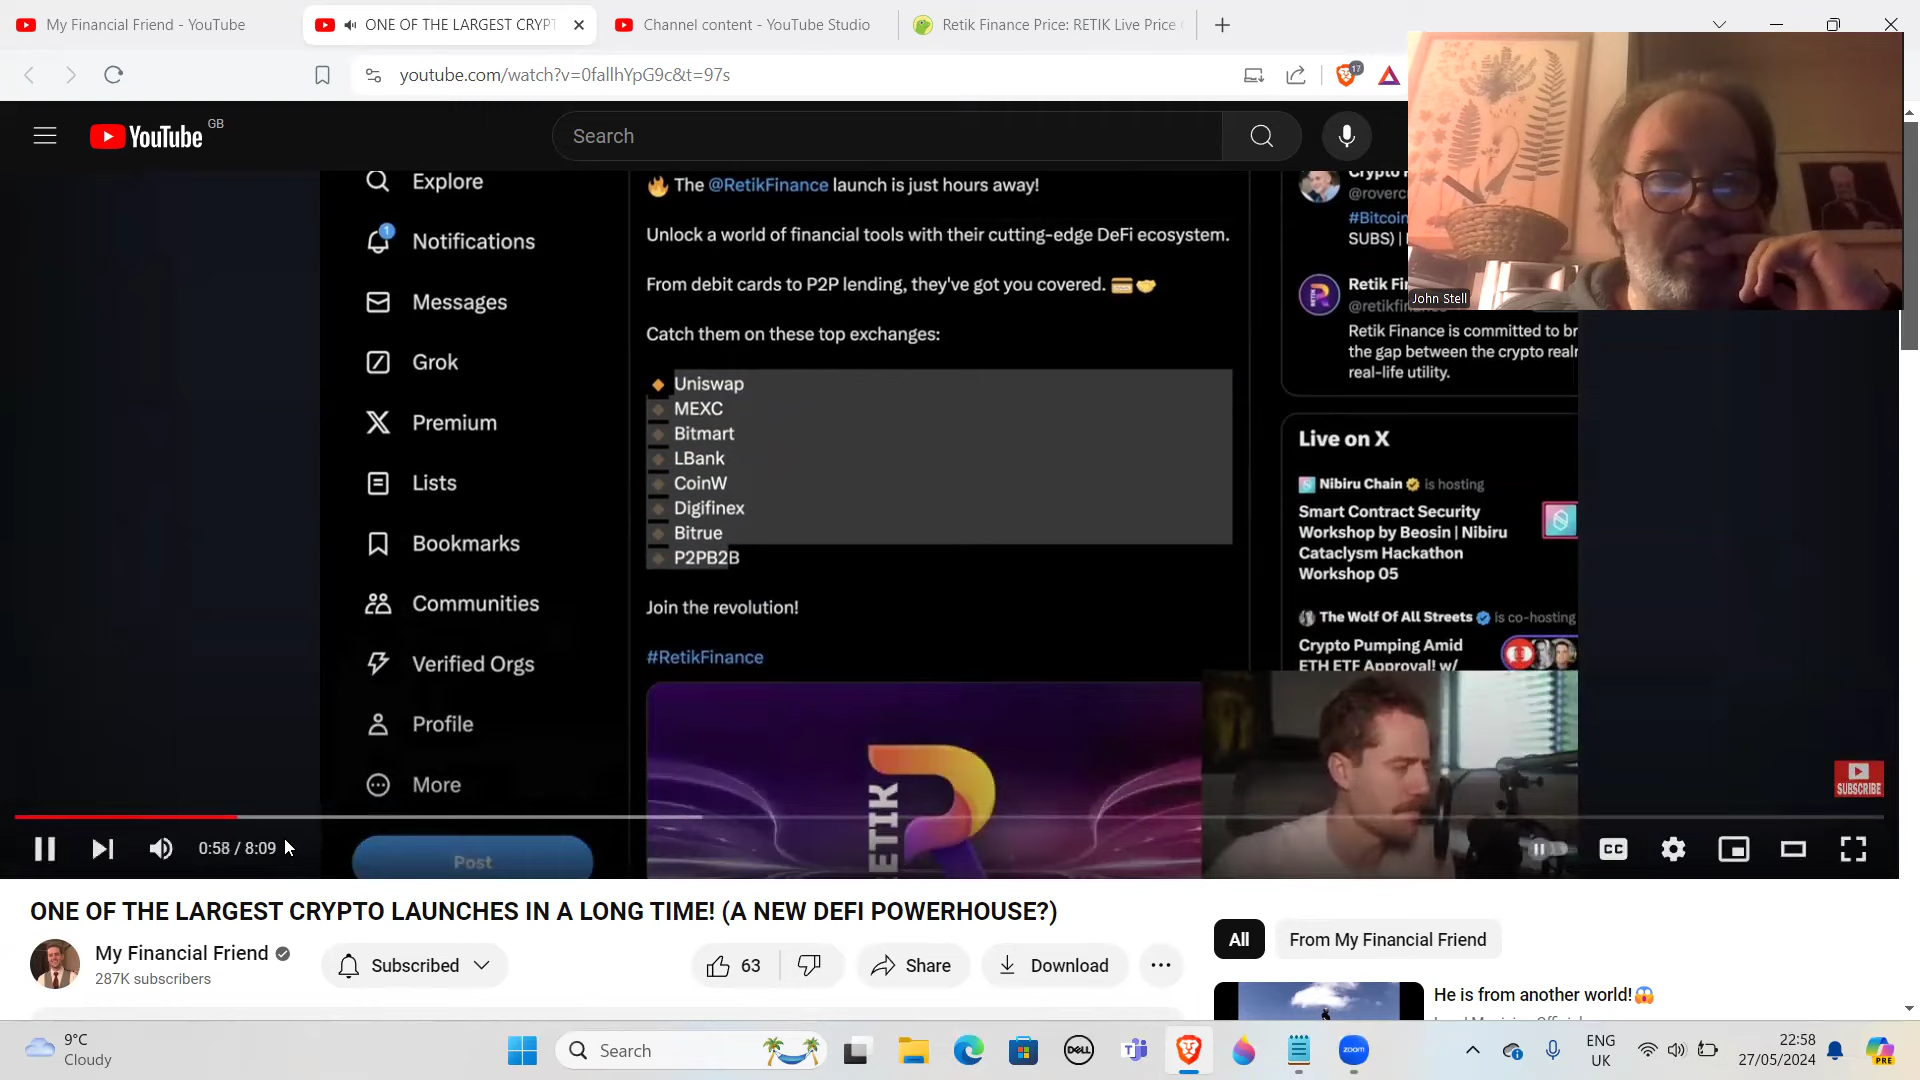 My Financial Friend - YouTube
ONE OF THE LARGEST CRYPT
Channel content - YouTube Studio
Retik Finance Price: RETIK Live Price
youtube.com/watch?v=0fallhYpG9c&t=97s
17
YouTube
GB
Search
Explore
Notifications
1
Messages
Grok
Premium
Lists
Bookmarks
Communities
Verified Orgs
Profile
More
Post
🔥 The @RetikFinance launch is just hours away!
Unlock a world of financial tools with their cutting-edge DeFi ecosystem.
From debit cards to P2P lending, they've got you covered. 💳🤝
Catch them on these top exchanges:
🔸 Uniswap
🔸 MEXC
🔸 Bitmart
🔸 LBank
🔸 CoinW
🔸 Digifinex
🔸 Bitrue
🔸 P2PB2B
Join the revolution!
#RetikFinance
RETIK
@roverc
#Bitcoin
SUBS) |
Retik Fi
@retikfi
Retik Finance is committed to br
the gap between the crypto real
real-life utility.
Live on X
Nibiru Chain is hosting
Smart Contract Security
Workshop by Beosin | Nibiru
Cataclysm Hackathon
Workshop 05
The Wolf Of All Streets is co-hosting
Crypto Pumping Amid
ETH ETF Approval! w/
John Stell
SUBSCRIBE
0:58 / 8:09
CC
ONE OF THE LARGEST CRYPTO LAUNCHES IN A LONG TIME! (A NEW DEFI POWERHOUSE?)
My Financial Friend
287K subscribers
Subscribed
63
Share
Download
All
From My Financial Friend
He is from another world!😱
9°C
Cloudy
Search
DELL
zoom
ENG
UK
22:58
27/05/2024
PRE